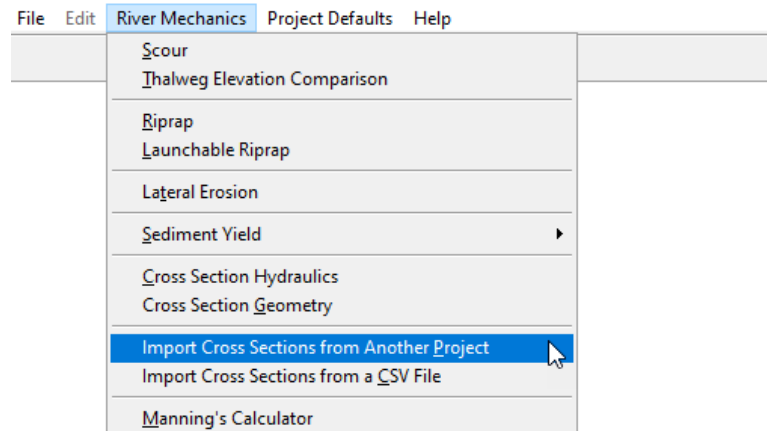 File Edit River Mechanics Project Defaults Help
Scour
Thalweg Elevation Comparison
Riprap
Launchable Riprap
Lateral Erosion
Sediment Yield
Cross Section Hydraulics
Cross Section Geometry
Import Cross Sections from Another Project
Import Cross Sections from a CSV File
Manning's Calculator